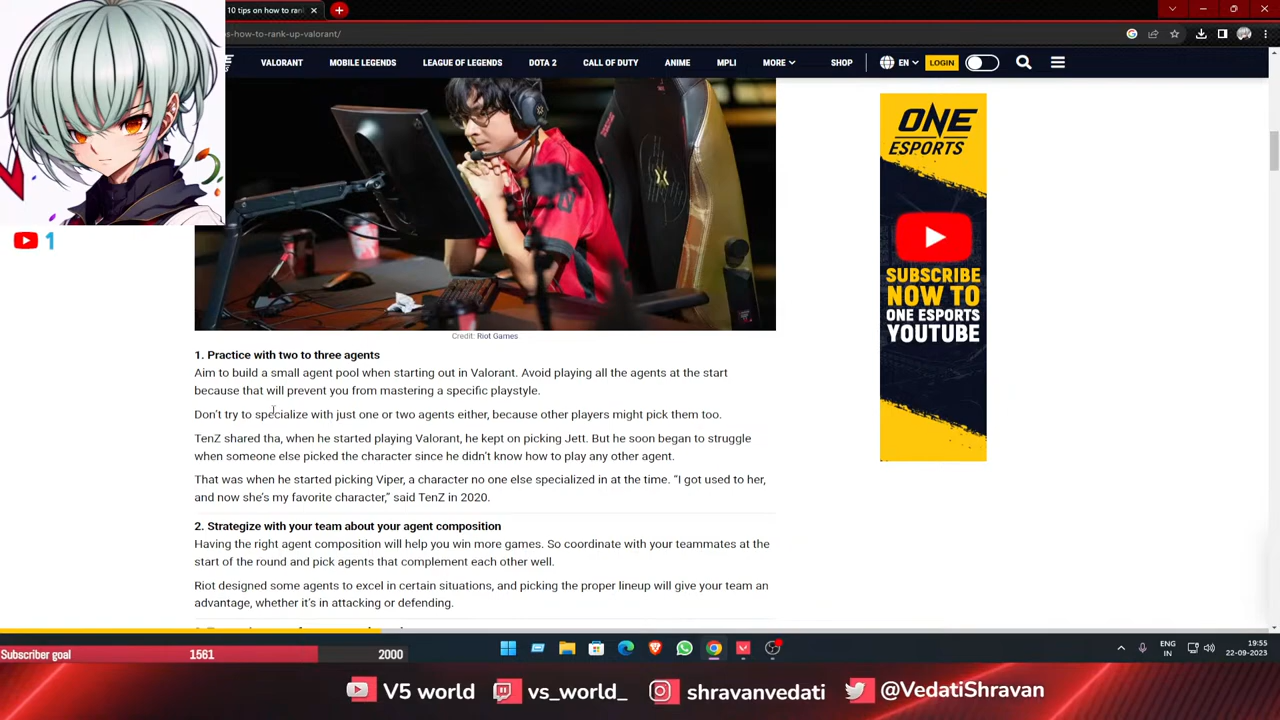 10 tips on how to ran
s-how-to-rank-up-valorant/
VALORANT MOBILE LEGENDS LEAGUE OF LEGENDS DOTA 2 CALL OF DUTY ANIME MPLI MORE SHOP EN LOGIN
ONE
ESPORTS
SUBSCRIBE
NOW TO
ONE ESPORTS
YOUTUBE
1
Credit: Riot Games
1. Practice with two to three agents
Aim to build a small agent pool when starting out in Valorant. Avoid playing all the agents at the start
because that will prevent you from mastering a specific playstyle.
Don't try to specialize with just one or two agents either, because other players might pick them too.
TenZ shared tha, when he started playing Valorant, he kept on picking Jett. But he soon began to struggle
when someone else picked the character since he didn't know how to play any other agent.
That was when he started picking Viper, a character no one else specialized in at the time. “I got used to her,
and now she's my favorite character,” said TenZ in 2020.
2. Strategize with your team about your agent composition
Having the right agent composition will help you win more games. So coordinate with your teammates at the
start of the round and pick agents that complement each other well.
Riot designed some agents to excel in certain situations, and picking the proper lineup will give your team an
advantage, whether it's in attacking or defending.
Subscriber goal 1561 2000
ENG
IN
19:55
22-09-2023
V5 world vs_world_ shravanvedati @VedatiShravan